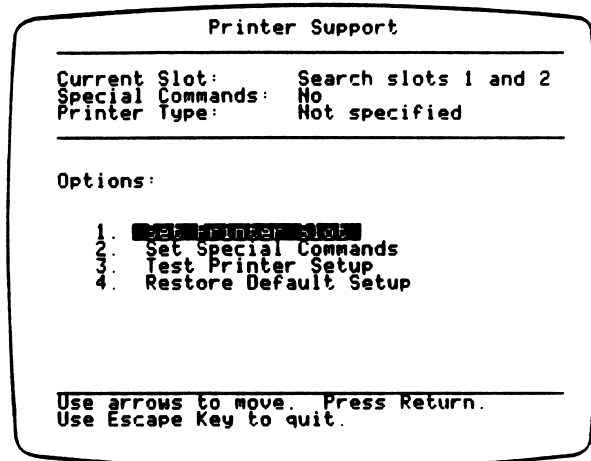 Printer Support
Current Slot: Search slots 1 and 2
Special Commands: No
Printer Type: Not specified
Options:
1. Set Printer Slot
2. Set Special Commands
3. Test Printer Setup
4. Restore Default Setup
Use arrows to move. Press Return.
Use Escape Key to quit.